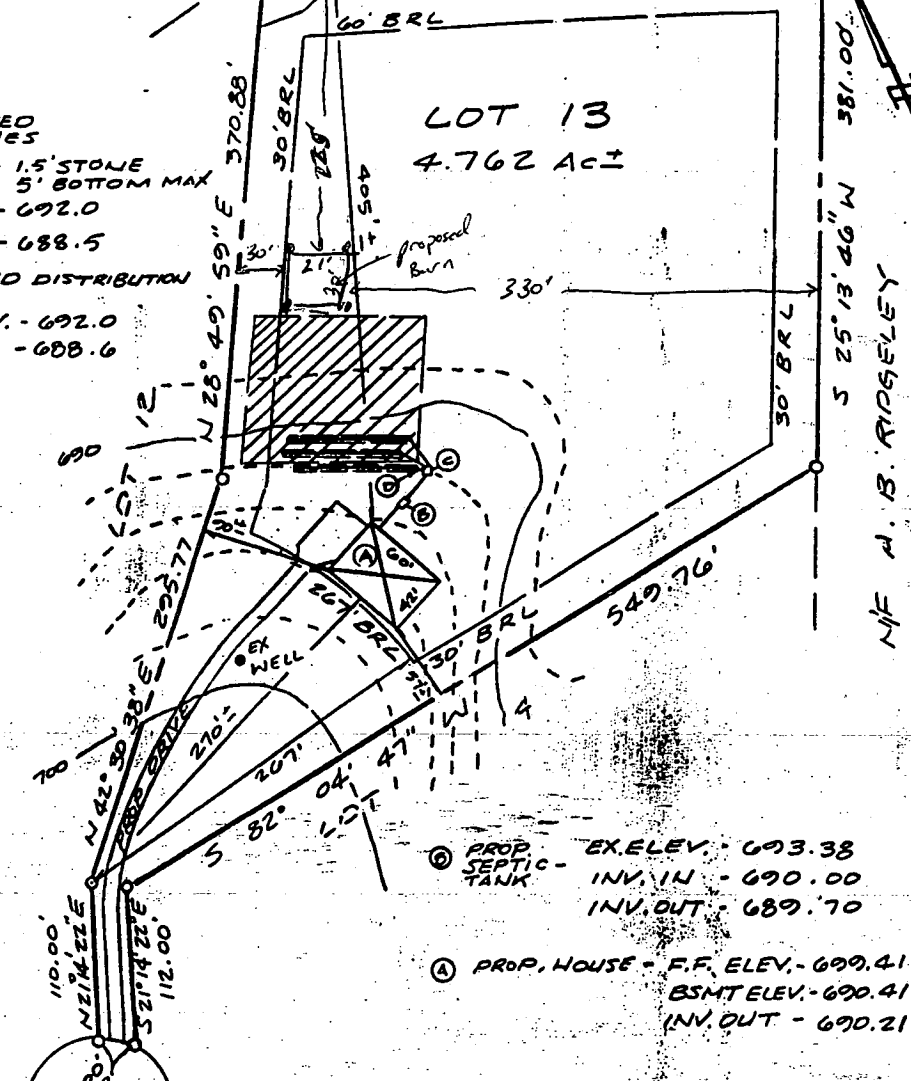 60' BRL
LOT 13
4.762 Ac±
381.00'
370.88'
30' BRL
1.5' STONE
5' BOTTOM MAX
- 692.0
- 688.5
DISTRIBUTION
- 692.0
- 688.6
405'±
proposed
Barn
30'
21'
330'
30' BRL
S 25° 13' 46" W
N/F M. B. RIDGELEY
N 28° 49' 59" E
LOT 12
690
C
D
B
A
60'
42'
90'±
267' BRL
295.77
EX
WELL
30' BRL
549.76'
57'±
LOT 4
N 42° 30' 38" E
PROP DRIVE
210'±
267'
700
S 82° 04' 47"
110.00'
N 21° 14' 22" E
S 21° 14' 22" E
112.00'
B PROP. SEPTIC TANK - EX. ELEV. - 693.38
INV. IN - 690.00
INV. OUT - 689.70
A PROP. HOUSE - F.F. ELEV. - 699.41
BSMT ELEV. - 690.41
INV. OUT - 690.21